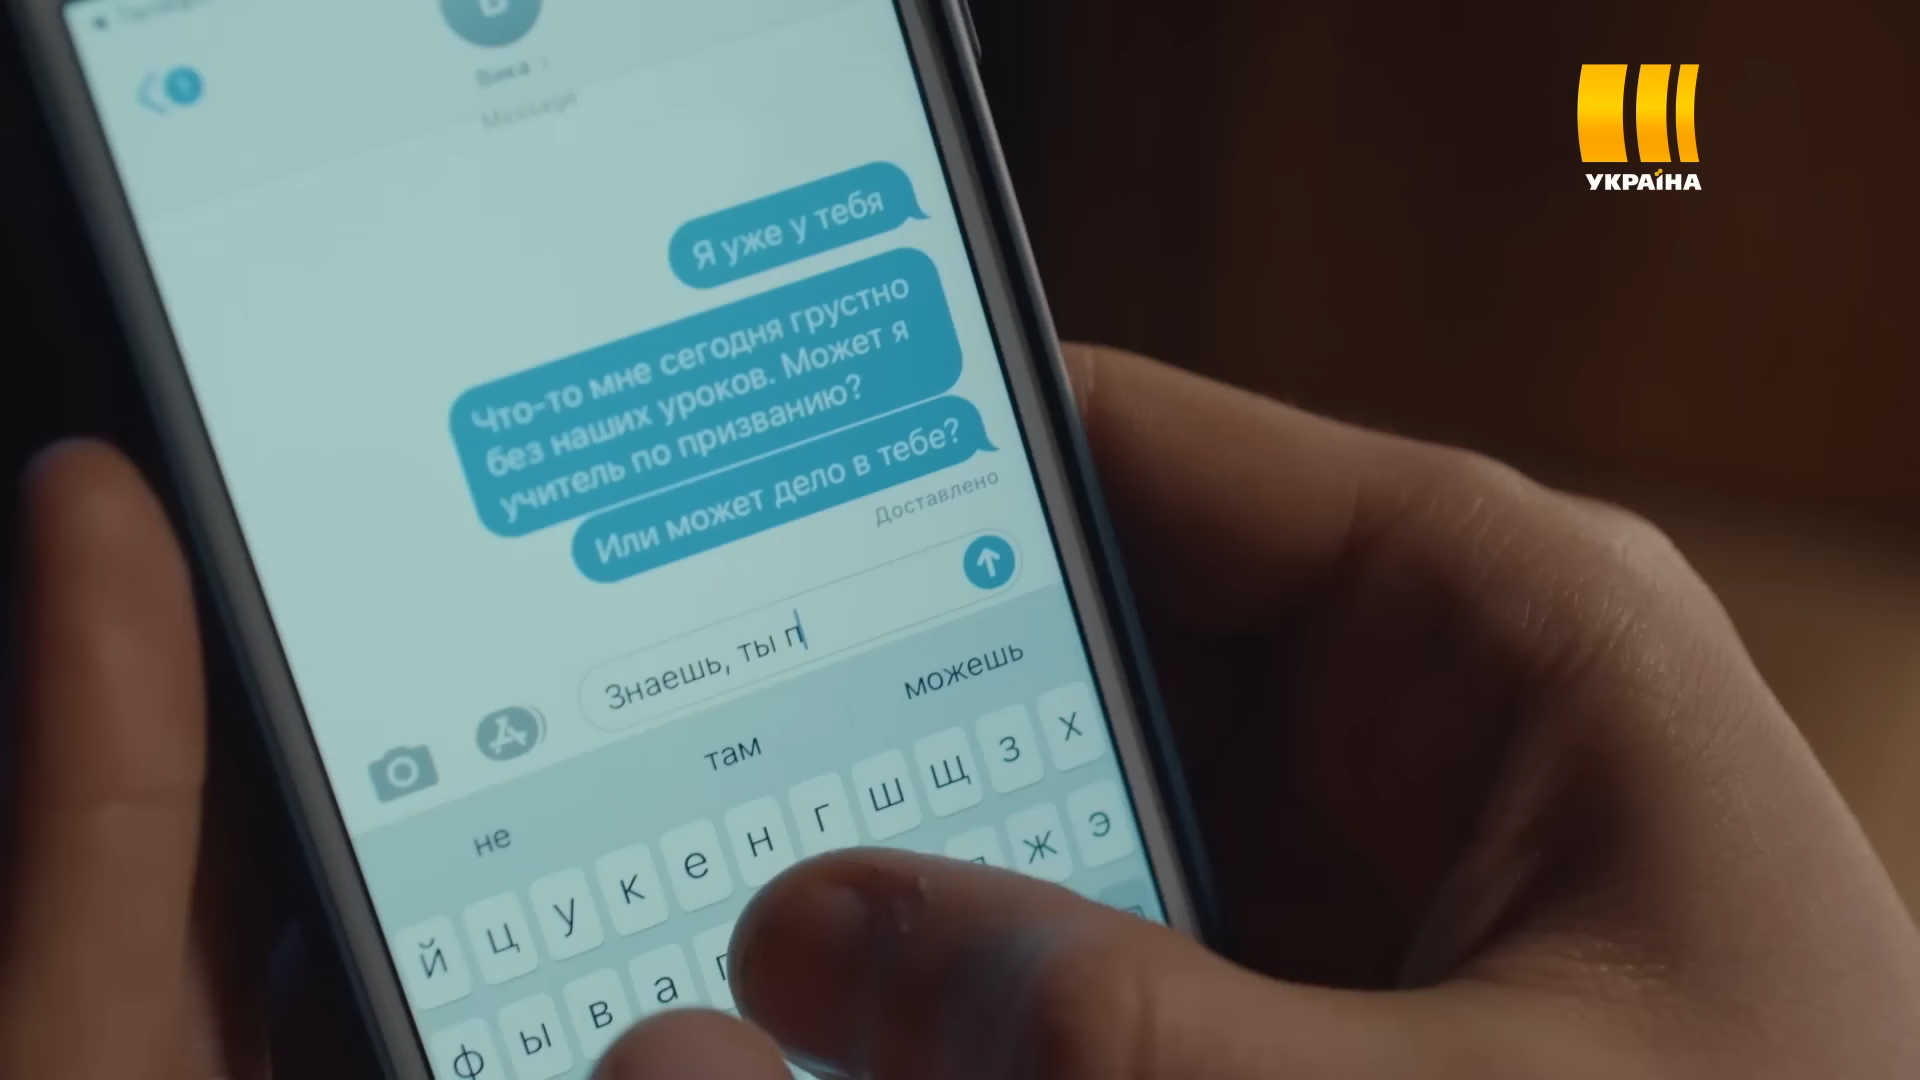 Вика
Message
УКРАЇНА
Я уже у тебя
Что-то мне сегодня грустно
без наших уроков. Может я
учитель по призванию?
Или может дело в тебе?
Доставлено
Знаешь, ты п
не там можешь
й ц у к е н г ш щ з х
ф ы в а ж э